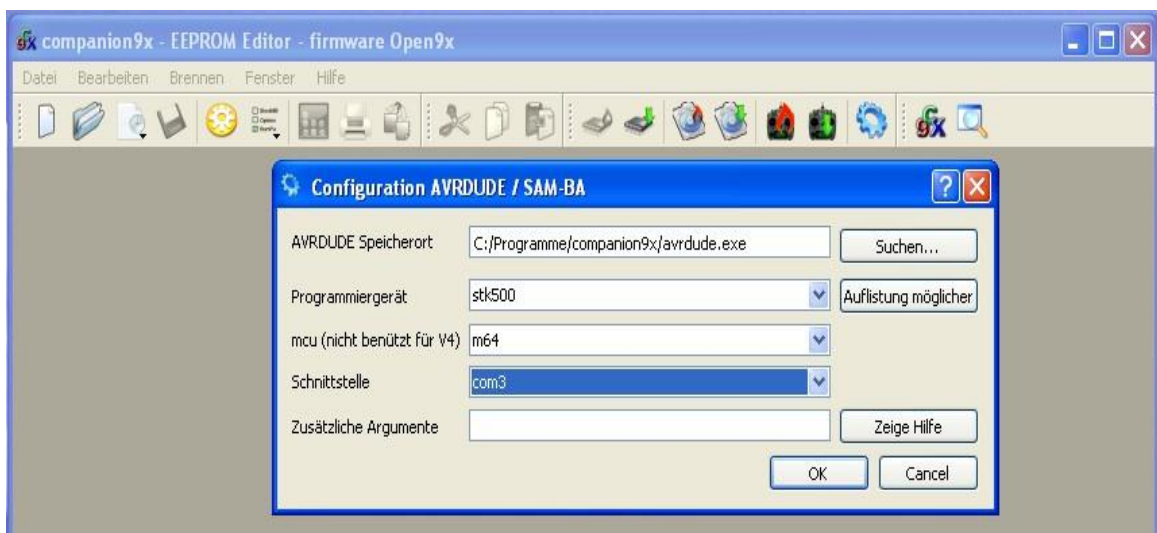 companion9x - EEPROM Editor - firmware Open9x
Datei Bearbeiten Brennen Fenster Hilfe
9x
Configuration AVRDUDE / SAM-BA
AVRDUDE Speicherort C:/Programme/companion9x/avrdude.exe Suchen...
Programmiergerät stk500 Auflistung möglicher
mcu (nicht benützt für V4) m64
Schnittstelle com3
Zusätzliche Argumente Zeige Hilfe
OK Cancel